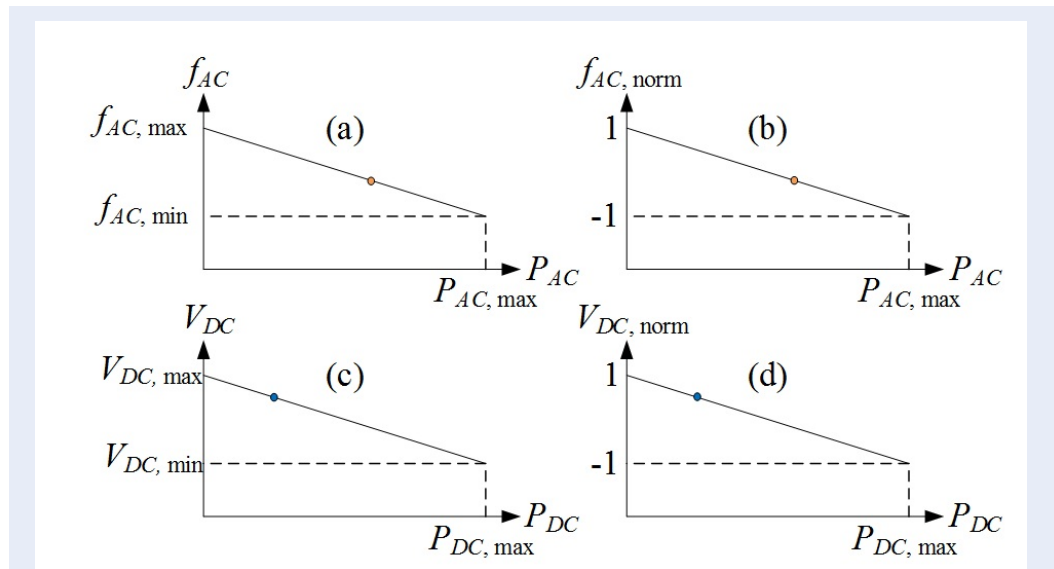 f_AC
f_AC, max
(a)
f_AC, min
P_AC
P_AC, max
f_AC, norm
1
(b)
-1
P_AC
P_AC, max
V_DC
V_DC, max
(c)
V_DC, min
P_DC
P_DC, max
V_DC, norm
1
(d)
-1
P_DC
P_DC, max